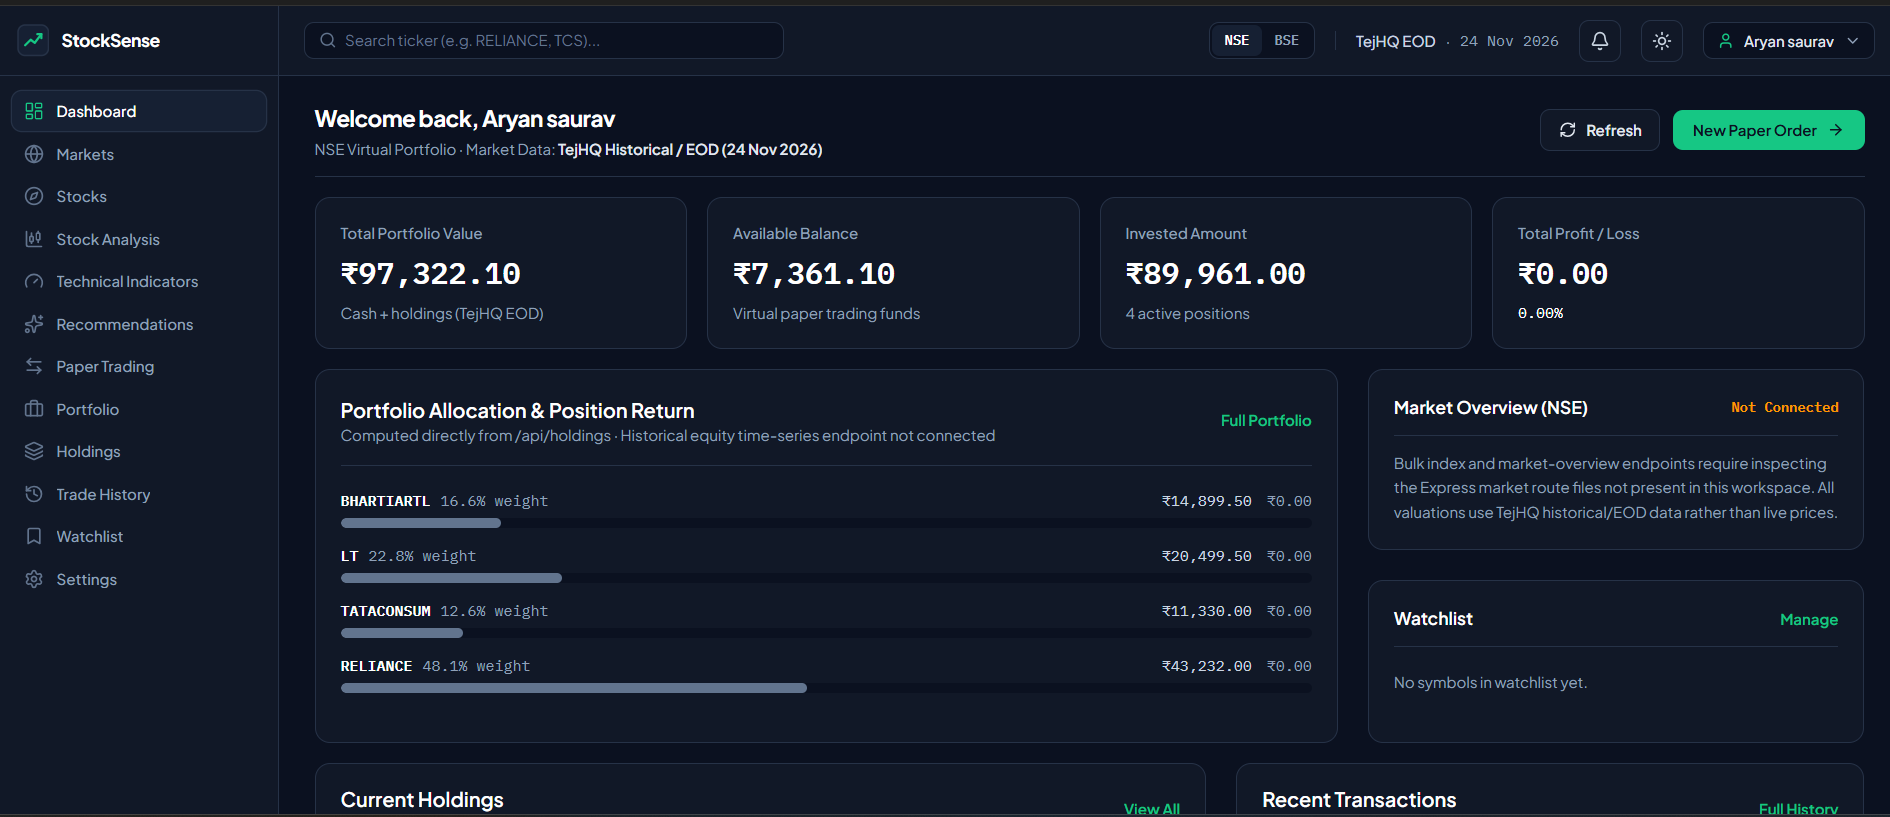 StockSense
Search ticker (e.g. RELIANCE, TCS)...
NSE BSE
TejHQ EOD · 24 Nov 2026
Aryan saurav
Dashboard
Markets
Stocks
Stock Analysis
Technical Indicators
Recommendations
Paper Trading
Portfolio
Holdings
Trade History
Watchlist
Settings
Welcome back, Aryan saurav
NSE Virtual Portfolio · Market Data: TejHQ Historical / EOD (24 Nov 2026)
Refresh
New Paper Order
Total Portfolio Value
₹97,322.10
Cash + holdings (TejHQ EOD)
Available Balance
₹7,361.10
Virtual paper trading funds
Invested Amount
₹89,961.00
4 active positions
Total Profit / Loss
₹0.00
0.00%
Portfolio Allocation & Position Return
Computed directly from /api/holdings · Historical equity time-series endpoint not connected
Full Portfolio
BHARTIARTL 16.6% weight ₹14,899.50 ₹0.00
LT 22.8% weight ₹20,499.50 ₹0.00
TATACONSUM 12.6% weight ₹11,330.00 ₹0.00
RELIANCE 48.1% weight ₹43,232.00 ₹0.00
Market Overview (NSE)
Not Connected
Bulk index and market-overview endpoints require inspecting
the Express market route files not present in this workspace. All
valuations use TejHQ historical/EOD data rather than live prices.
Watchlist
Manage
No symbols in watchlist yet.
Current Holdings
View All
Recent Transactions
Full History